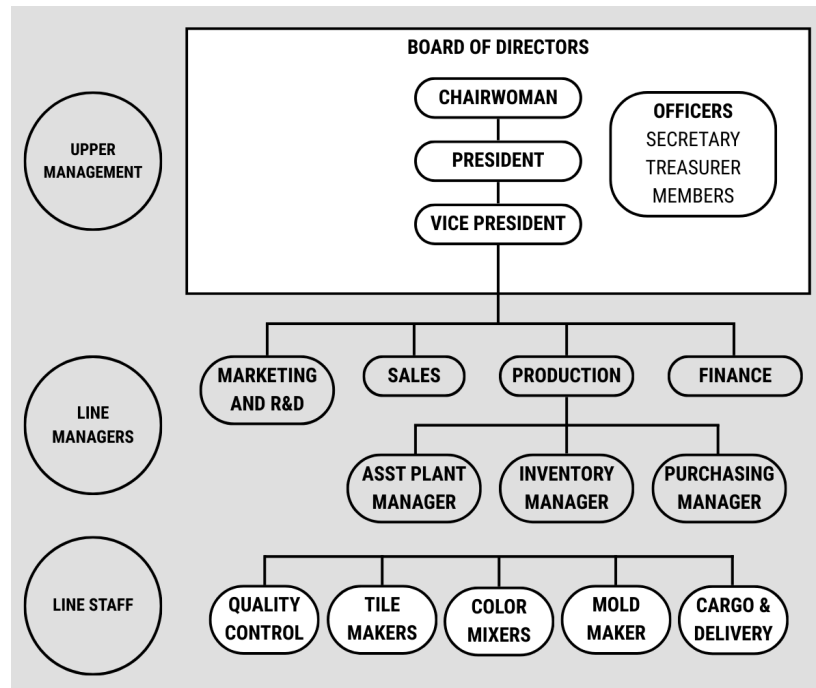 BOARD OF DIRECTORS
CHAIRWOMAN
PRESIDENT
VICE PRESIDENT
OFFICERS
SECRETARY
TREASURER
MEMBERS
UPPER
MANAGEMENT
MARKETING
AND R&D
SALES
PRODUCTION
FINANCE
LINE
MANAGERS
ASST PLANT
MANAGER
INVENTORY
MANAGER
PURCHASING
MANAGER
LINE STAFF
QUALITY
CONTROL
TILE
MAKERS
COLOR
MIXERS
MOLD
MAKER
CARGO &
DELIVERY